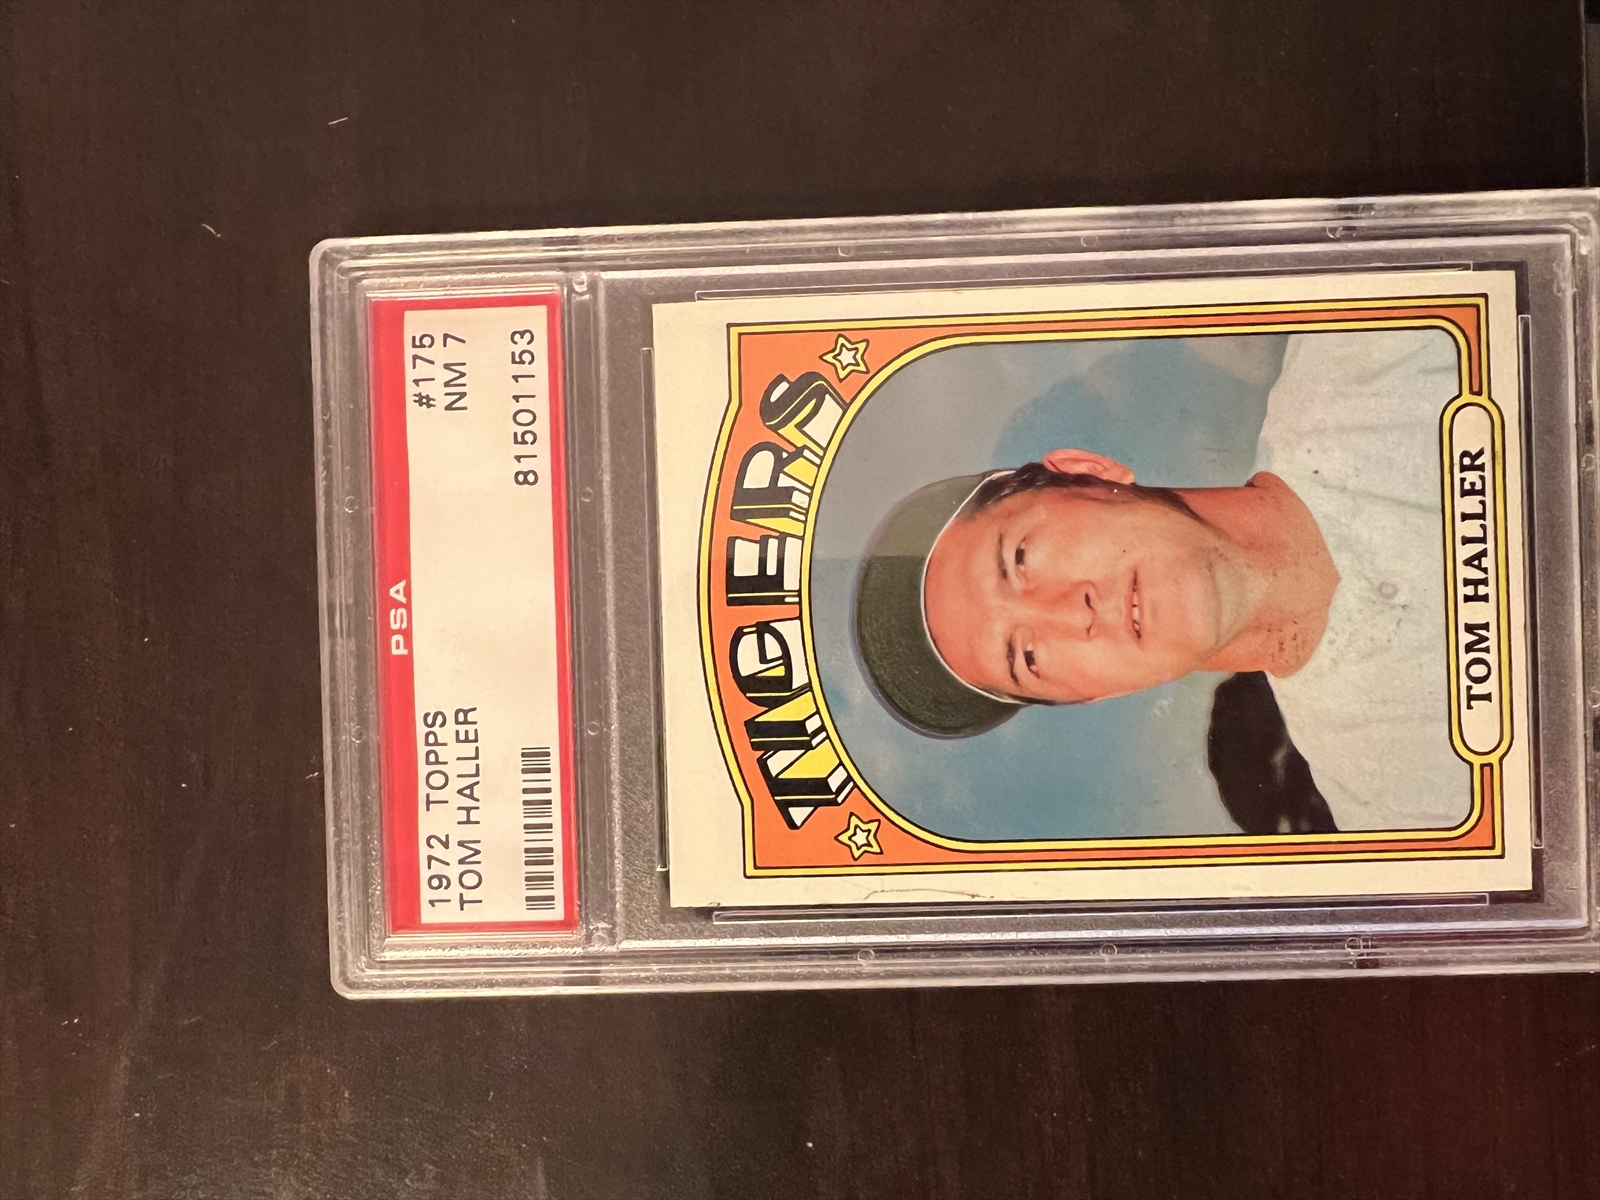 PSA
1972 TOPPS #175
TOM HALLER NM 7
81501153
TIGERS
TOM HALLER